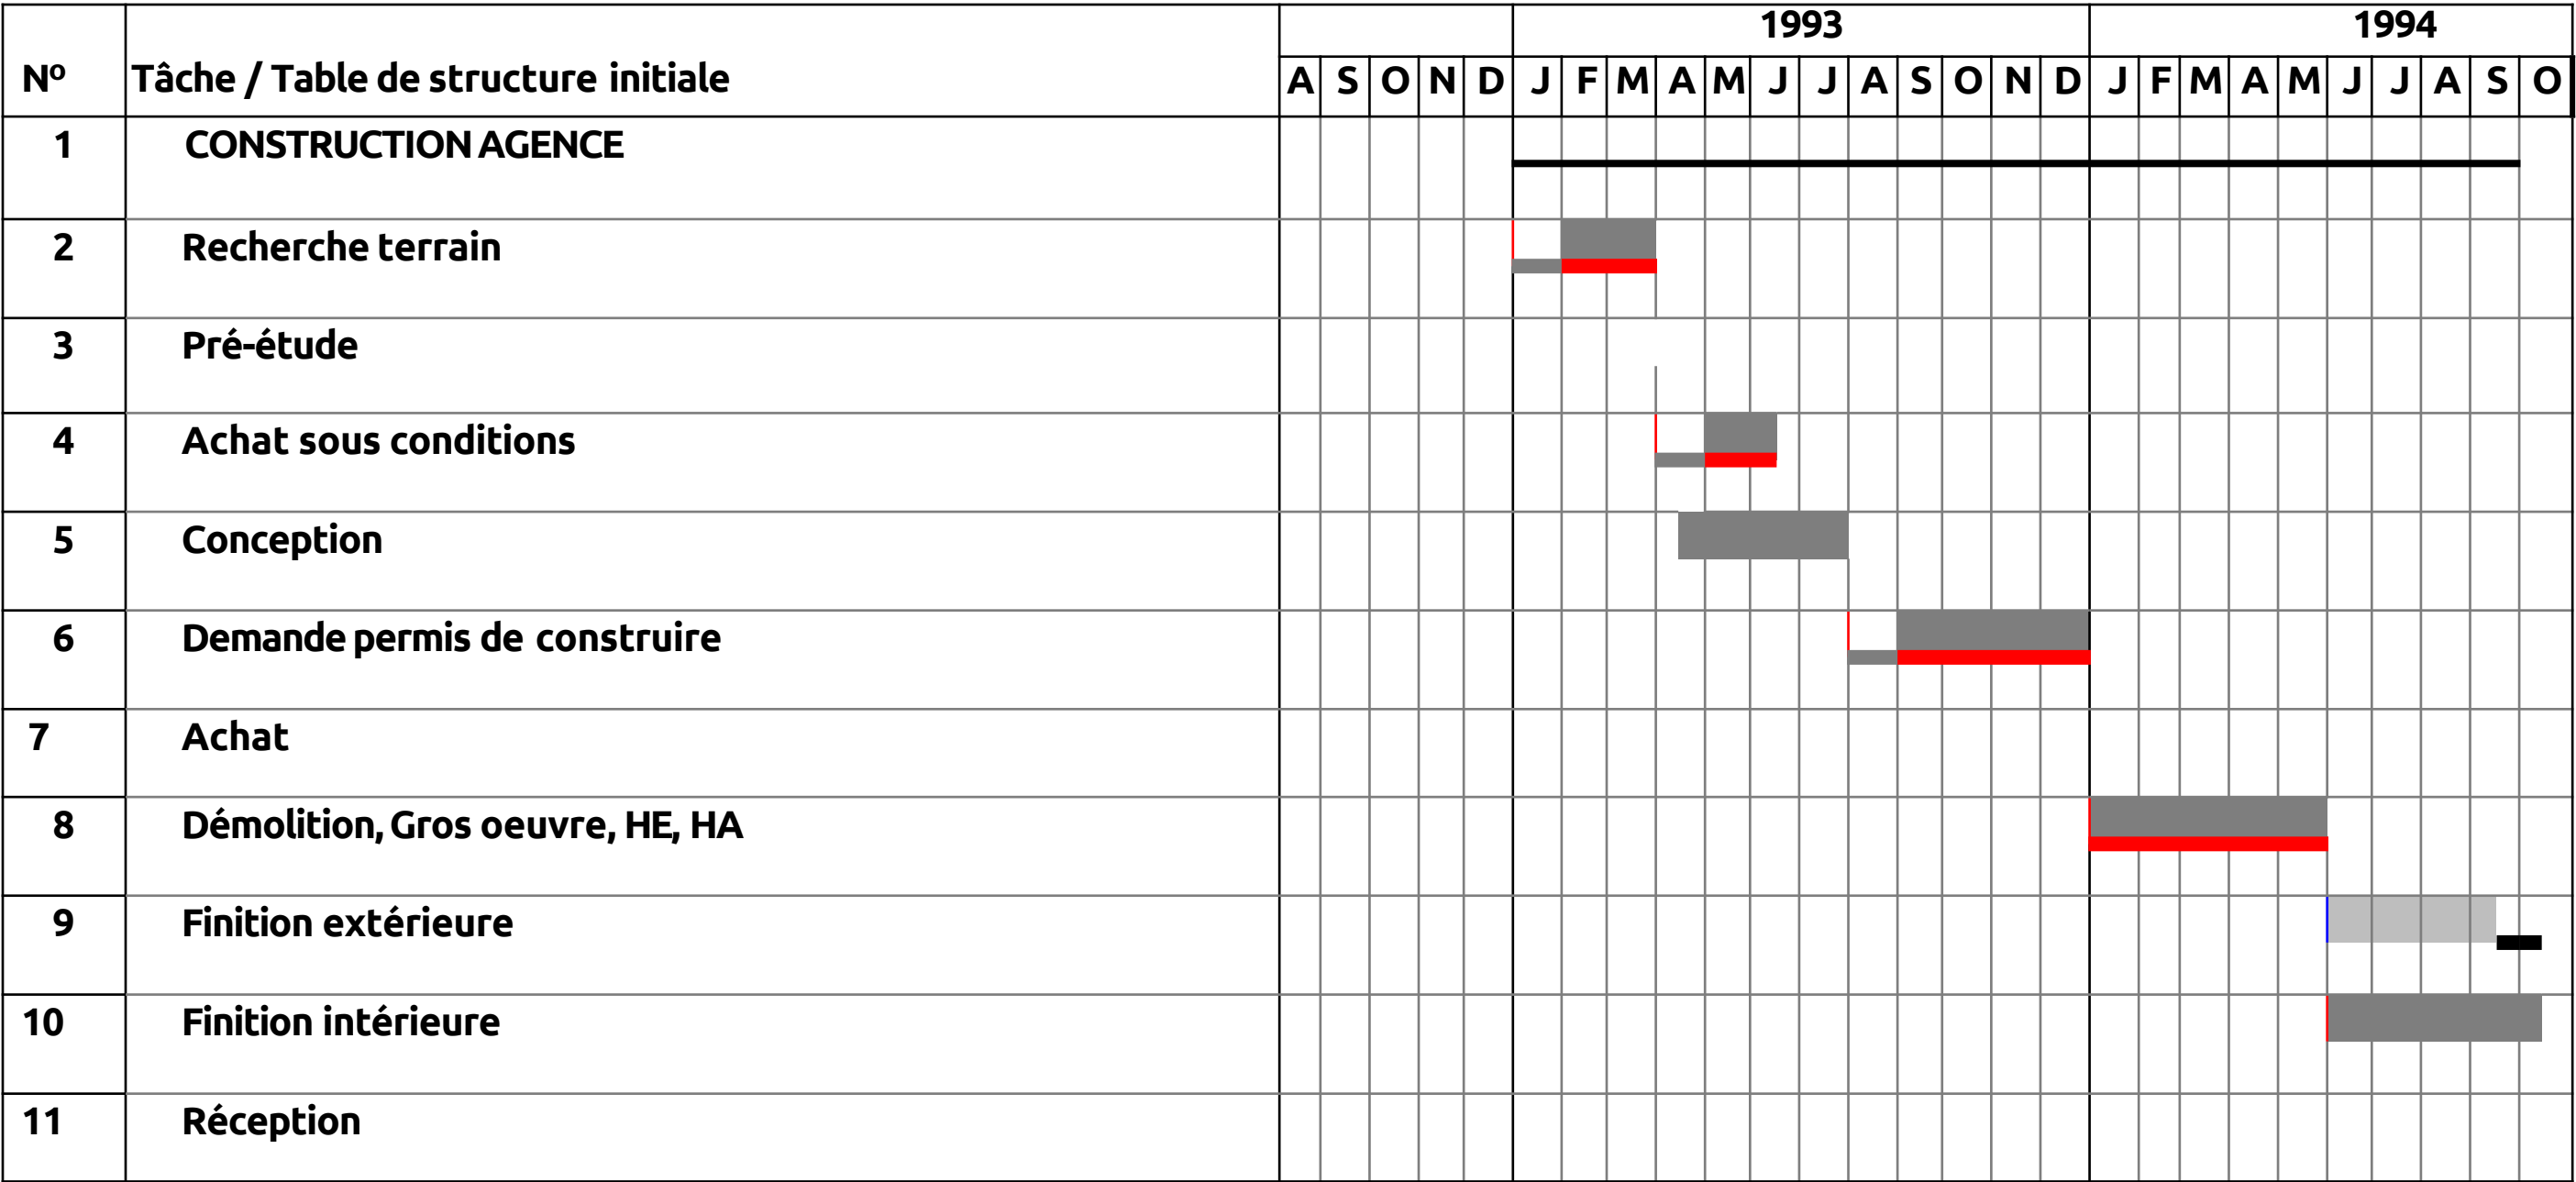 1993 1994
Nº Tâche / Table de structure initiale A S O N D J F M A M J J A S O N D J F M A M J J A S O
1 CONSTRUCTION AGENCE
2 Recherche terrain
3 Pré-étude
4 Achat sous conditions
5 Conception
6 Demande permis de construire
7 Achat
8 Démolition, Gros oeuvre, HE, HA
9 Finition extérieure
10 Finition intérieure
11 Réception